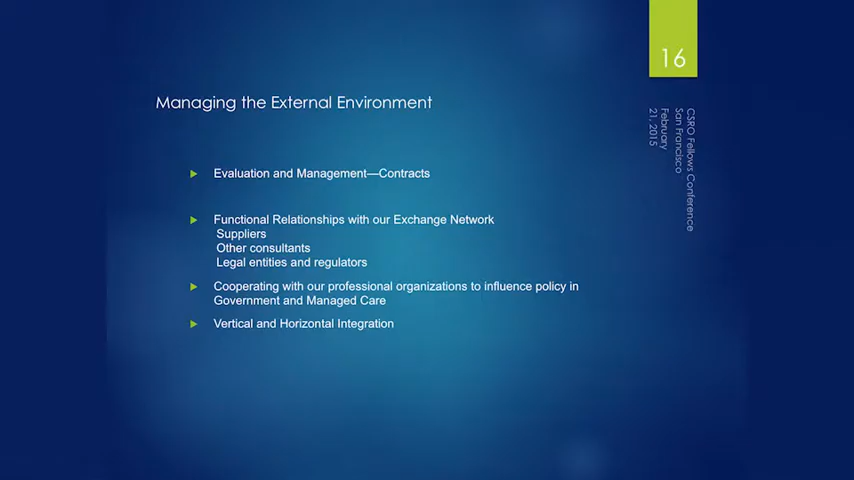 16
Managing the External Environment
CSRO Fellows Conference
San Francisco
February
21, 2015
Evaluation and Management—Contracts
Functional Relationships with our Exchange Network
Suppliers
Other consultants
Legal entities and regulators
Cooperating with our professional organizations to influence policy in
Government and Managed Care
Vertical and Horizontal Integration